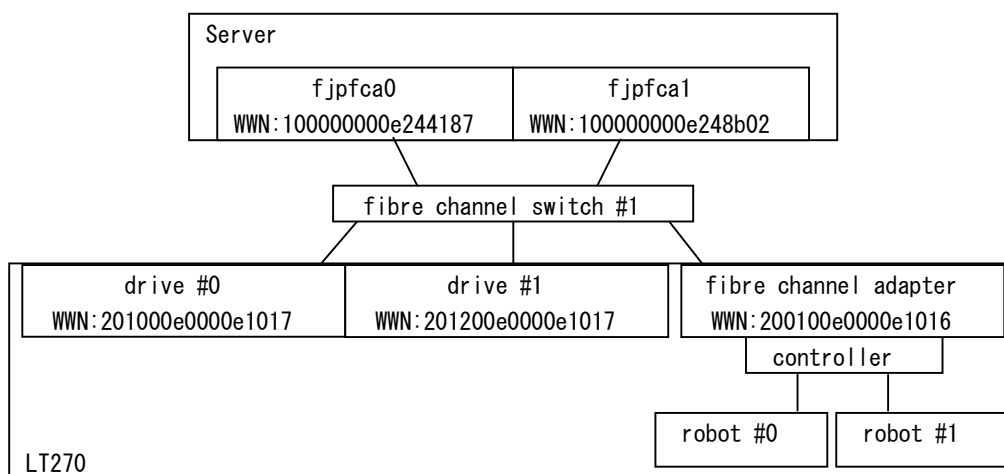 Server
fjpfca0 fjpfca1
WWN:100000000e244187 WWN:100000000e248b02
fibre channel switch #1
drive #0 drive #1 fibre channel adapter
WWN:201000e0000e1017 WWN:201200e0000e1017 WWN:200100e0000e1016
controller
robot #0 robot #1
LT270